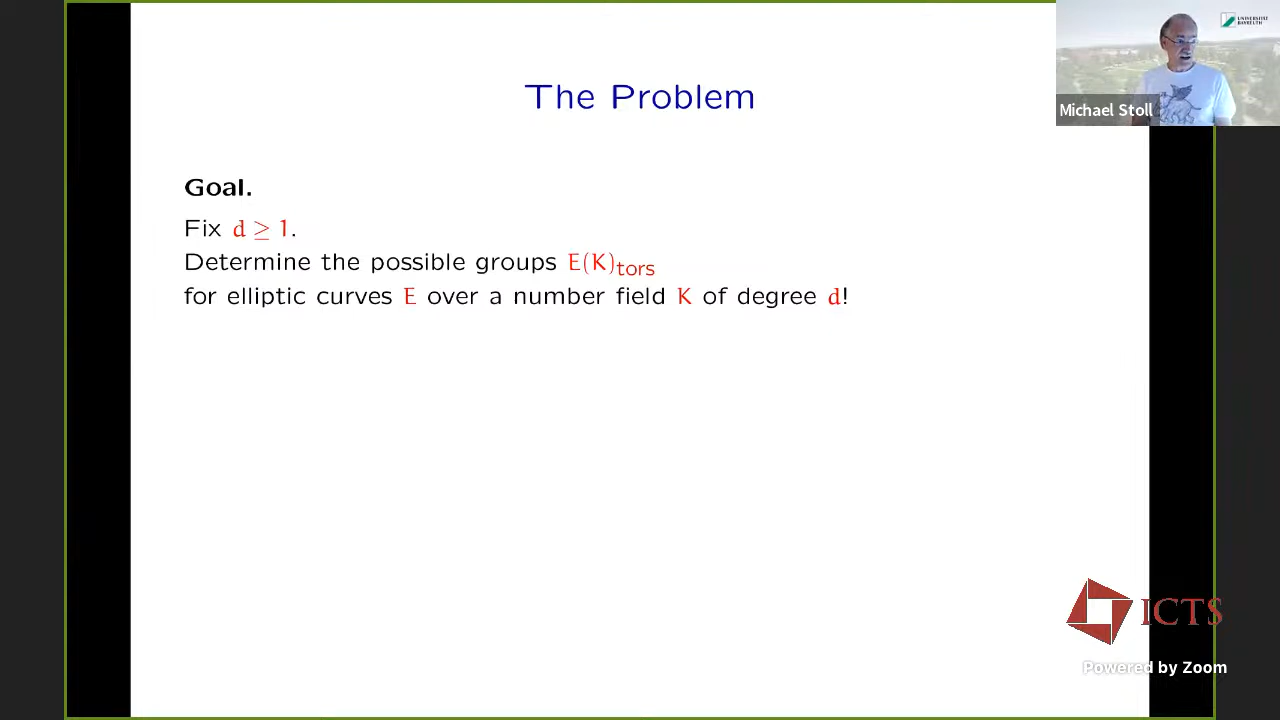 The Problem
Michael Stoll
UNIVERSITÄT
BAYREUTH
Goal.
Fix d ≥ 1.
Determine the possible groups E(K)tors
for elliptic curves E over a number field K of degree d!
ICTS
Powered by Zoom